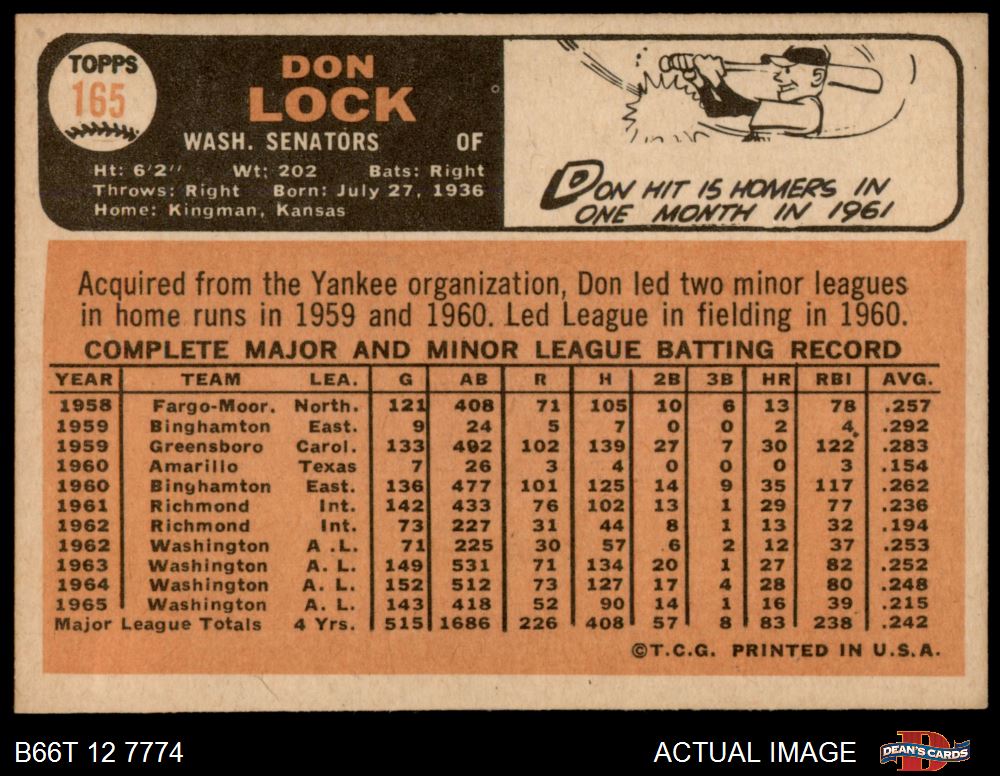 TOPPS
165
DON
LOCK
WASH. SENATORS OF
Ht: 6'2" Wt: 202 Bats: Right
Throws: Right Born: July 27, 1936
Home: Kingman, Kansas
DON HIT 15 HOMERS IN
ONE MONTH IN 1961
Acquired from the Yankee organization, Don led two minor leagues
in home runs in 1959 and 1960. Led League in fielding in 1960.
COMPLETE MAJOR AND MINOR LEAGUE BATTING RECORD
YEAR TEAM LEA. G AB R H 2B 3B HR RBI AVG.
1958 Fargo-Moor. North. 121 408 71 105 10 6 13 78 .257
1959 Binghamton East. 9 24 5 7 0 0 2 4 .292
1959 Greensboro Carol. 133 492 102 139 27 7 30 122 .283
1960 Amarillo Texas 7 26 3 4 0 0 0 3 .154
1960 Binghamton East. 136 477 101 125 14 9 35 117 .262
1961 Richmond Int. 142 433 76 102 13 1 29 77 .236
1962 Richmond Int. 73 227 31 44 8 1 13 32 .194
1962 Washington A .L. 71 225 30 57 6 2 12 37 .253
1963 Washington A. L. 149 531 71 134 20 1 27 82 .252
1964 Washington A. L. 152 512 73 127 17 4 28 80 .248
1965 Washington A. L. 143 418 52 90 14 1 16 39 .215
Major League Totals 4 Yrs. 515 1686 226 408 57 8 83 238 .242
©T.C.G. PRINTED IN U.S.A.
B66T 12 7774 ACTUAL IMAGE DEAN'S CARDS